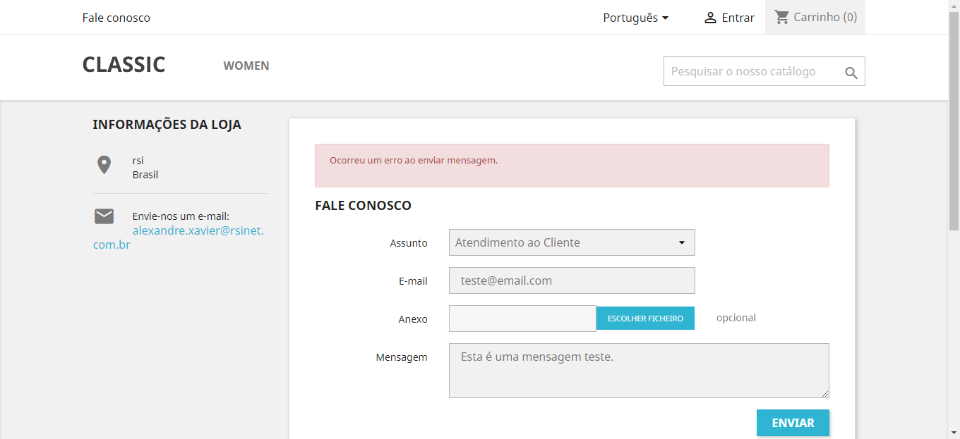 Fale conosco
Português
Entrar
Carrinho (0)
CLASSIC
WOMEN
Pesquisar o nosso catálogo
INFORMAÇÕES DA LOJA
rsi
Brasil
Envie-nos um e-mail:
alexandre.xavier@rsinet.
com.br
Ocorreu um erro ao enviar mensagem.
FALE CONOSCO
Assunto
Atendimento ao Cliente
E-mail
teste@email.com
Anexo
ESCOLHER FICHEIRO
opcional
Mensagem
Esta é uma mensagem teste.
ENVIAR